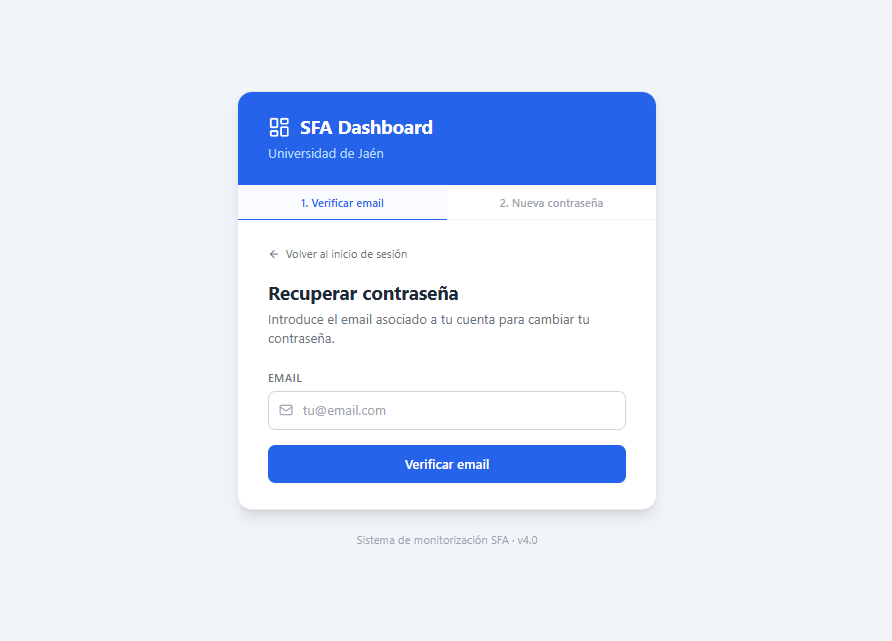 SFA Dashboard
Universidad de Jaén
1. Verificar email
2. Nueva contraseña
Volver al inicio de sesión
Recuperar contraseña
Introduce el email asociado a tu cuenta para cambiar tu
contraseña.
EMAIL
tu@email.com
Verificar email
Sistema de monitorización SFA · v4.0